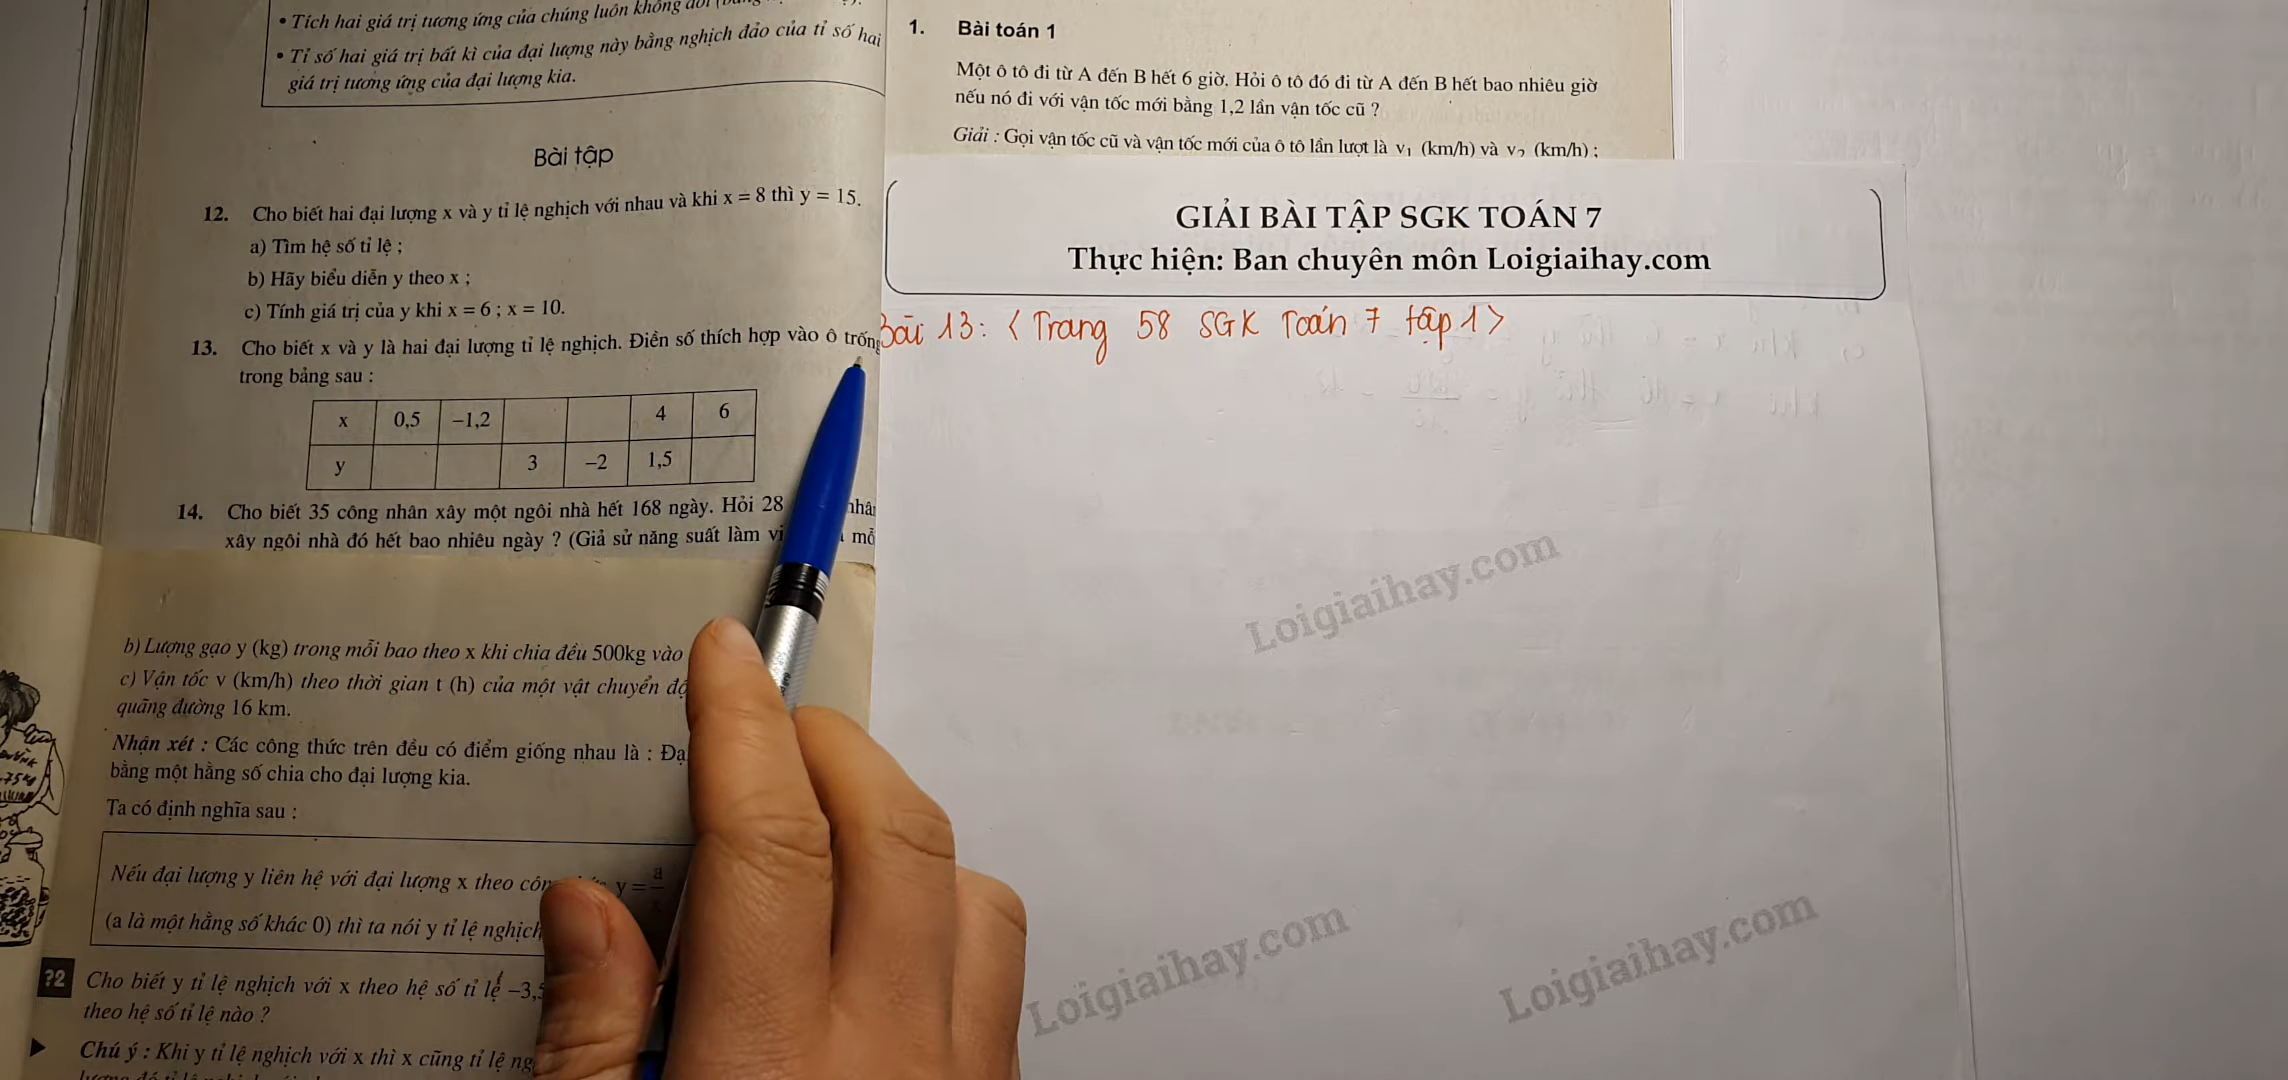 • Tích hai giá trị tương ứng của chúng luôn không đổi
• Tỉ số hai giá trị bất kì của đại lượng này bằng nghịch đảo của tỉ số hai
giá trị tương ứng của đại lượng kia.
Bài tập
12. Cho biết hai đại lượng x và y tỉ lệ nghịch với nhau và khi x = 8 thì y = 15.
a) Tìm hệ số tỉ lệ ;
b) Hãy biểu diễn y theo x ;
c) Tính giá trị của y khi x = 6 ; x = 10.
13. Cho biết x và y là hai đại lượng tỉ lệ nghịch. Điền số thích hợp vào ô trống
trong bảng sau :
x 0,5 –1,2 4 6
y 3 –2 1,5
14. Cho biết 35 công nhân xây một ngôi nhà hết 168 ngày. Hỏi 28
xây ngôi nhà đó hết bao nhiêu ngày ? (Giả sử năng suất làm
b) Lượng gạo y (kg) trong mỗi bao theo x khi chia đều 500kg vào
c) Vận tốc v (km/h) theo thời gian t (h) của một vật chuyển
quãng đường 16 km.
Nhận xét : Các công thức trên đều có điểm giống nhau là :
bằng một hằng số chia cho đại lượng kia.
Ta có định nghĩa sau :
Nếu đại lượng y liên hệ với đại lượng x theo y = a
(a là một hằng số khác 0) thì ta nói y tỉ lệ nghịch
?2 Cho biết y tỉ lệ nghịch với x theo hệ số tỉ lệ –3,5
theo hệ số tỉ lệ nào ?
Chú ý : Khi y tỉ lệ nghịch với x thì x cũng tỉ lệ
1. Bài toán 1
Một ô tô đi từ A đến B hết 6 giờ. Hỏi ô tô đó đi từ A đến B hết bao nhiêu giờ
nếu nó đi với vận tốc mới bằng 1,2 lần vận tốc cũ ?
Giải : Gọi vận tốc cũ và vận tốc mới của ô tô lần lượt là v₁ (km/h) và v₂ (km/h) ;
GIẢI BÀI TẬP SGK TOÁN 7
Thực hiện: Ban chuyên môn Loigiaihay.com
Bài 13: < Trang 58 SGK Toán 7 tập 1 >
Loigiaihay.com
Loigiaihay.com
Loigiaihay.com